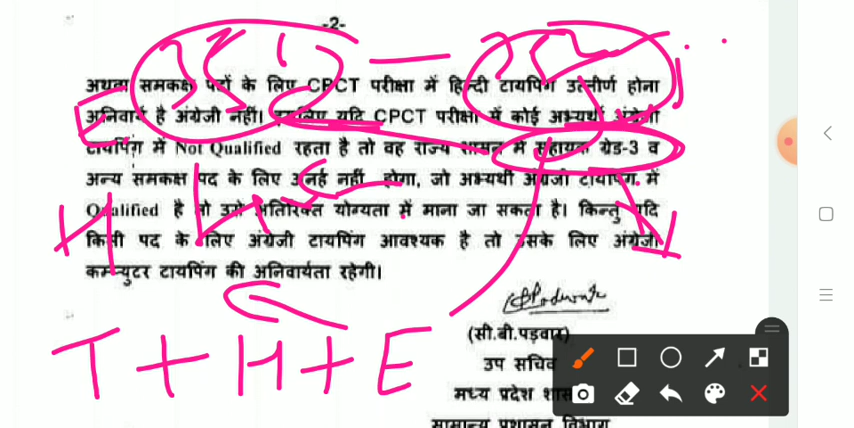 -2-
अथवा समकक्ष पदों के लिए CPCT परीक्षा में हिन्दी टायपिंग उत्तीर्ण होना
अनिवार्य है अंग्रेजी नहीं। इसलिए यदि CPCT परीक्षा में कोई अभ्यर्थी अंग्रेजी
टायपिंग में Not Qualified रहता है तो वह राज्य शासन में सहायक ग्रेड-3 व
अन्य समकक्ष पद के लिए अनर्ह नहीं होगा, जो अभ्यर्थी अंग्रेजी टायपिंग में
Qualified है तो उसे अतिरिक्त योग्यता में माना जा सकता है। किन्तु यदि
किसी पद के लिए अंग्रेजी टायपिंग आवश्यक है तो उसके लिए अंग्रेजी
कम्प्युटर टायपिंग की अनिवार्यता रहेगी।
T+H+E
(सी.बी.पड़वार)
उप सचिव
मध्य प्रदेश
सामान्य प्रशासन विभाग